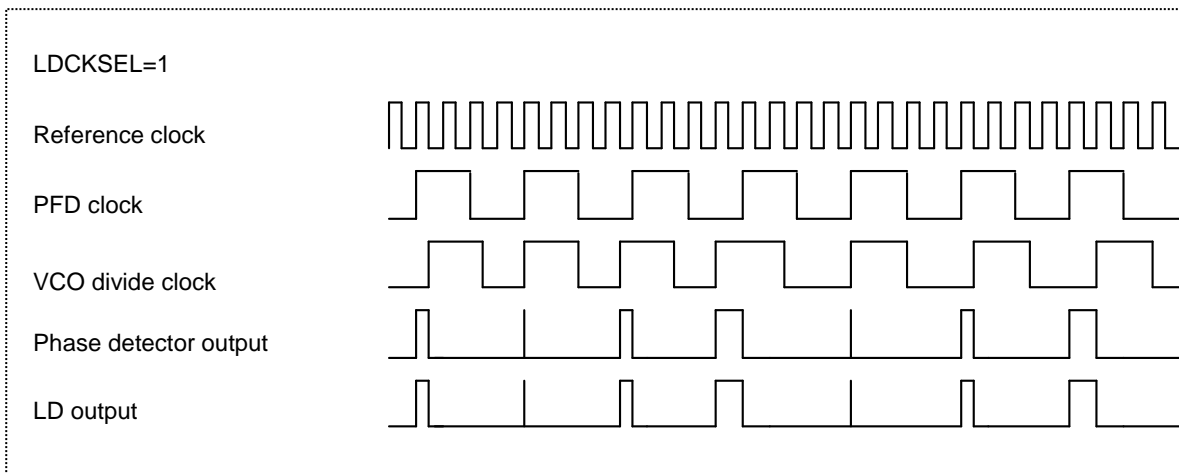 LDCKSEL=1
Reference clock
PFD clock
VCO divide clock
Phase detector output
LD output